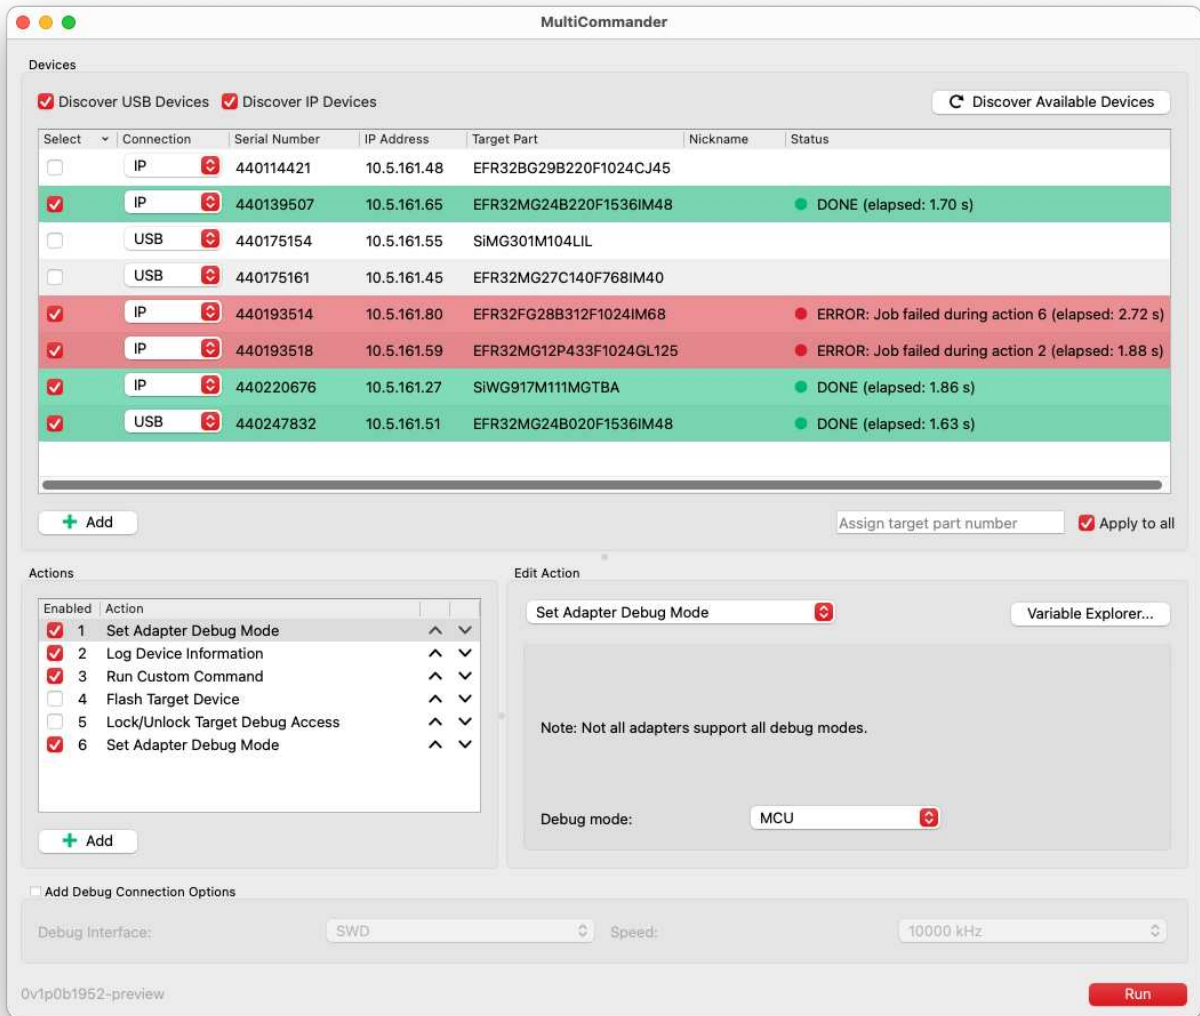 MultiCommander
Devices
Discover USB Devices Discover IP Devices Discover Available Devices
Select Connection Serial Number IP Address Target Part Nickname Status
IP 440114421 10.5.161.48 EFR32BG29B220F1024CJ45
IP 440139507 10.5.161.65 EFR32MG24B220F1536IM48 DONE (elapsed: 1.70 s)
USB 440175154 10.5.161.55 SiMG301M104LIL
USB 440175161 10.5.161.45 EFR32MG27C140F768IM40
IP 440193514 10.5.161.80 EFR32FG28B312F1024IM68 ERROR: Job failed during action 6 (elapsed: 2.72 s)
IP 440193518 10.5.161.59 EFR32MG12P433F1024GL125 ERROR: Job failed during action 2 (elapsed: 1.88 s)
IP 440220676 10.5.161.27 SiWG917M111MGTBA DONE (elapsed: 1.86 s)
USB 440247832 10.5.161.51 EFR32MG24B020F1536IM48 DONE (elapsed: 1.63 s)
Add Assign target part number Apply to all
Actions
Enabled Action
1 Set Adapter Debug Mode
2 Log Device Information
3 Run Custom Command
4 Flash Target Device
5 Lock/Unlock Target Debug Access
6 Set Adapter Debug Mode
Add
Edit Action
Set Adapter Debug Mode Variable Explorer...
Note: Not all adapters support all debug modes.
Debug mode: MCU
Add Debug Connection Options
Debug Interface: SWD Speed: 10000 kHz
0v1p0b1952-preview Run